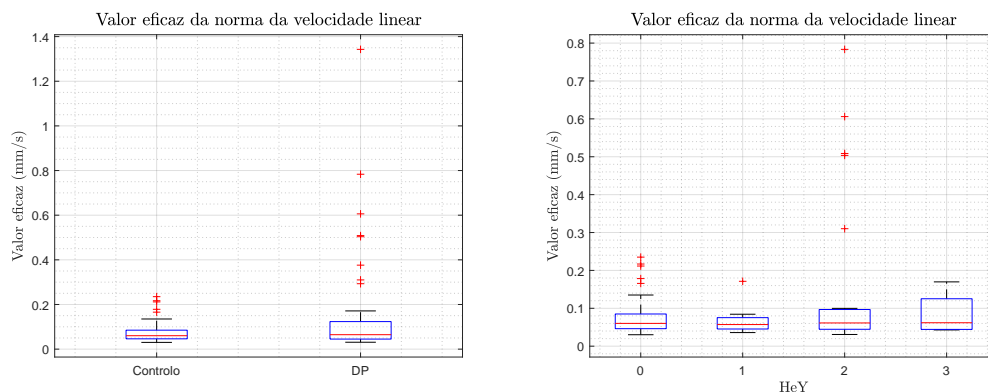 Valor eficaz da norma da velocidade linear
Valor eficaz (mm/s)
1.4
1.2
1
0.8
0.6
0.4
0.2
0
Controlo DP
Valor eficaz da norma da velocidade linear
Valor eficaz (mm/s)
0.8
0.7
0.6
0.5
0.4
0.3
0.2
0.1
0
0 1 2 3
HeY